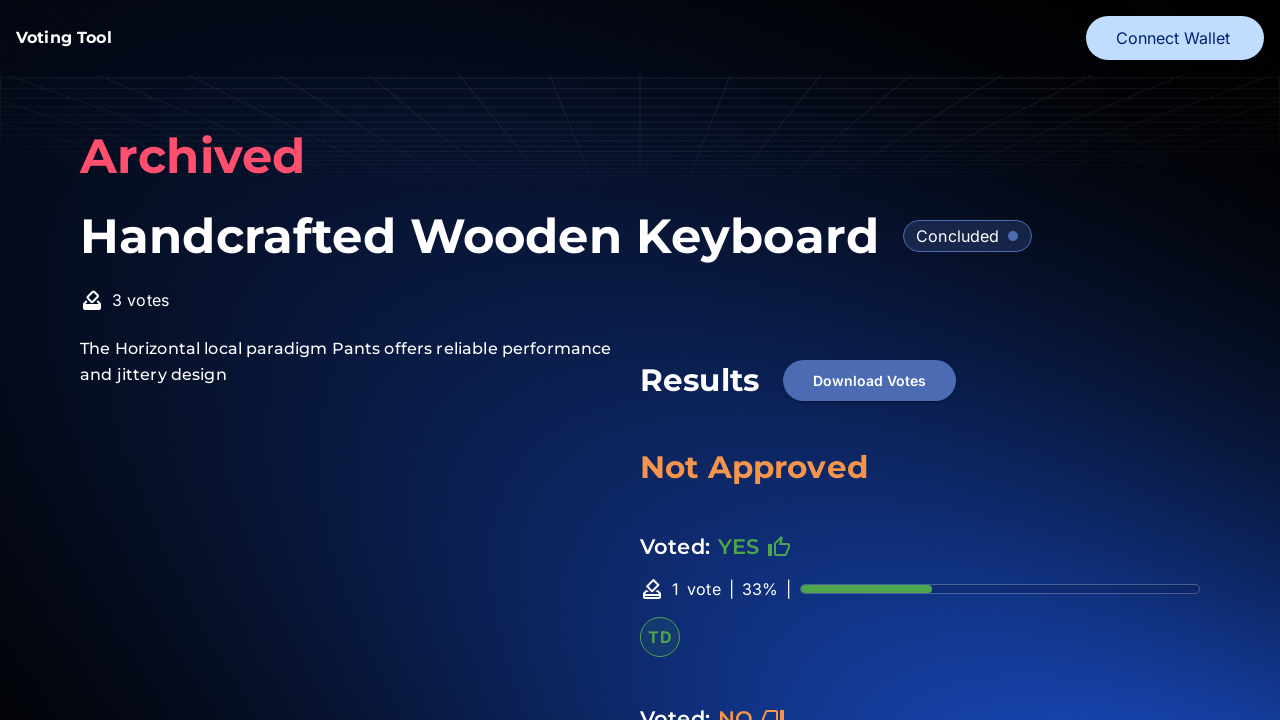 Voting Tool
Connect Wallet
Archived
Handcrafted Wooden Keyboard
Concluded
3 votes
The Horizontal local paradigm Pants offers reliable performance
and jittery design
Results
Download Votes
Not Approved
Voted: YES
1 vote | 33% |
TD
Voted: NO